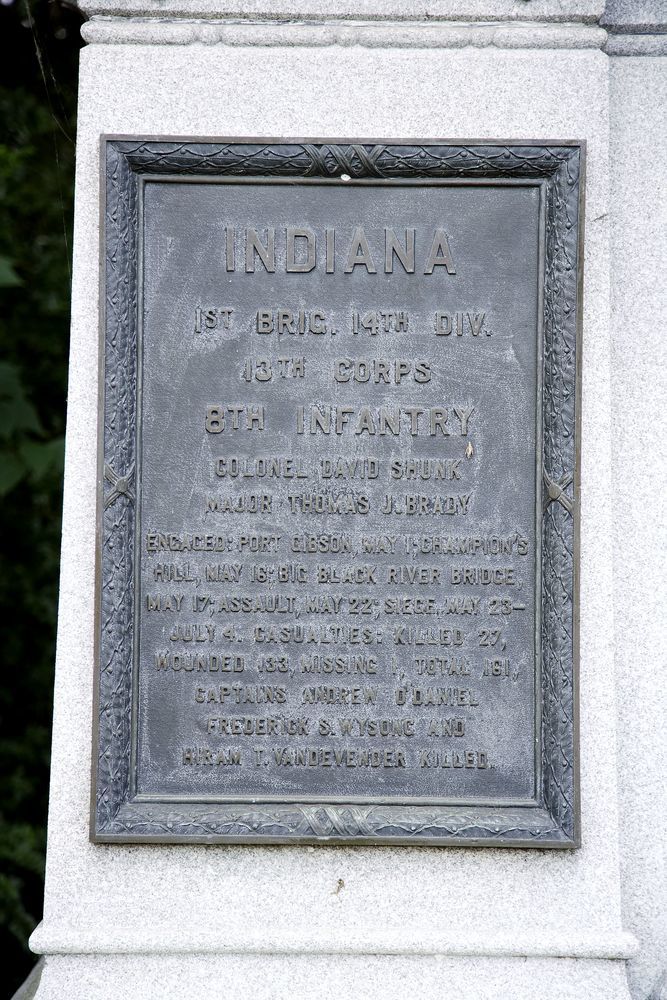 INDIANA
1ST BRIG. 14TH DIV.
13TH CORPS
8TH INFANTRY
COLONEL DAVID SHUNK
MAJOR THOMAS J. BRADY
ENGAGED: PORT GIBSON, MAY 1; CHAMPION'S
HILL, MAY 16; BIG BLACK RIVER BRIDGE,
MAY 17; ASSAULT, MAY 22; SIEGE, MAY 23–
JULY 4. CASUALTIES: KILLED 27,
WOUNDED 133, MISSING 1, TOTAL 161,
CAPTAINS ANDREW O'DANIEL
FREDERICK S. WYSONG AND
HIRAM T. VANDEVENDER KILLED.